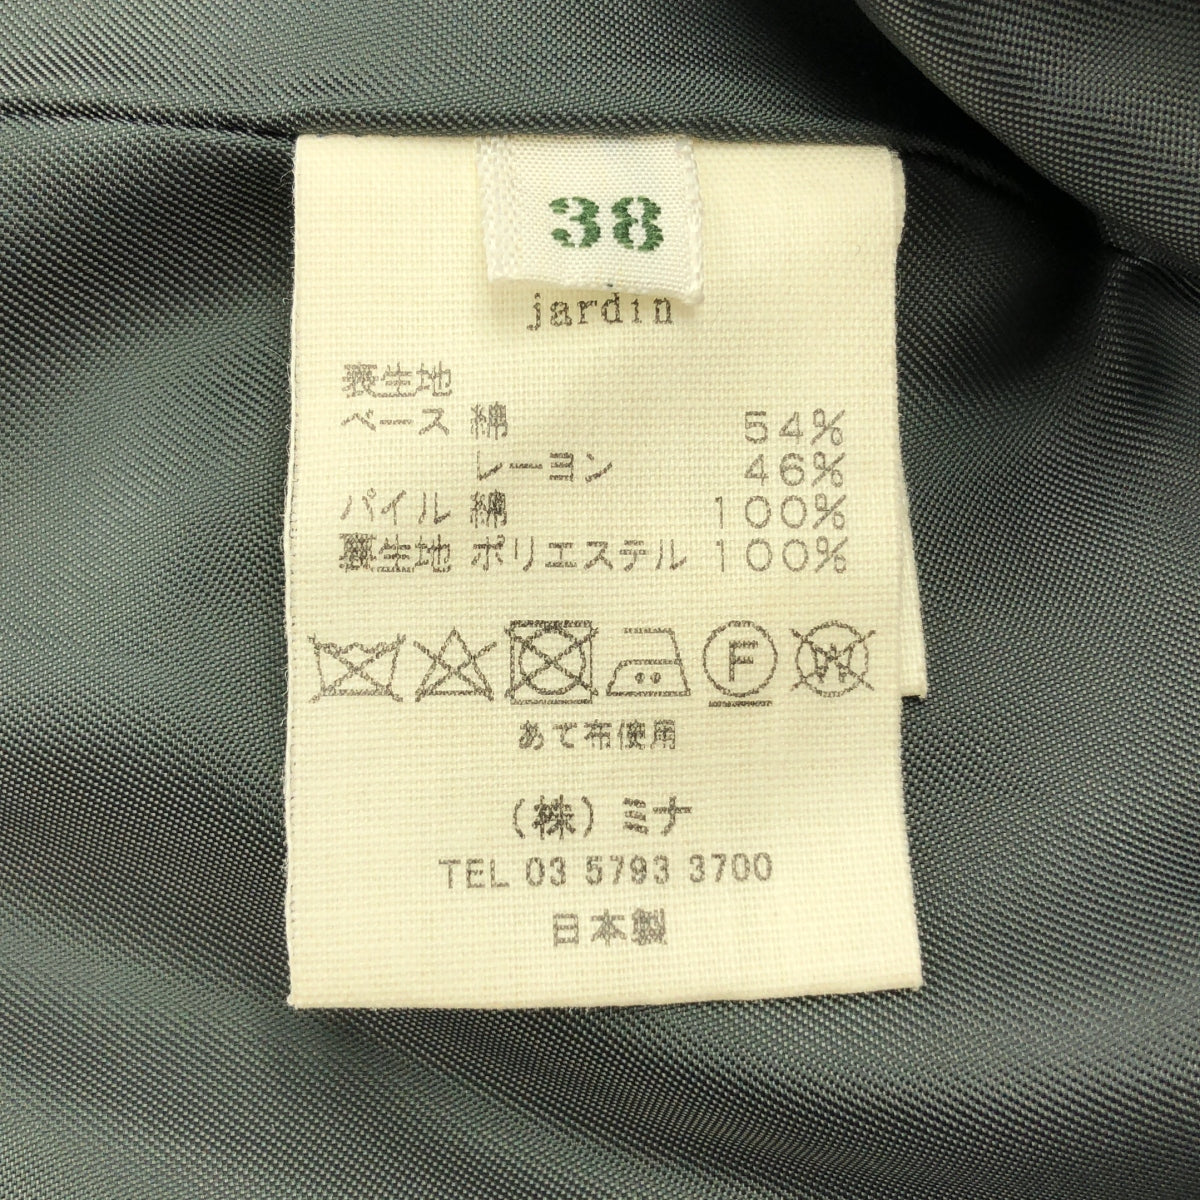 38
jardin
表生地
ベース 綿 54%
レーヨン 46%
パイル 綿 100%
裏生地 ポリエステル 100%
F W
あて布使用
（株）ミナ
TEL 03 5793 3700
日本製